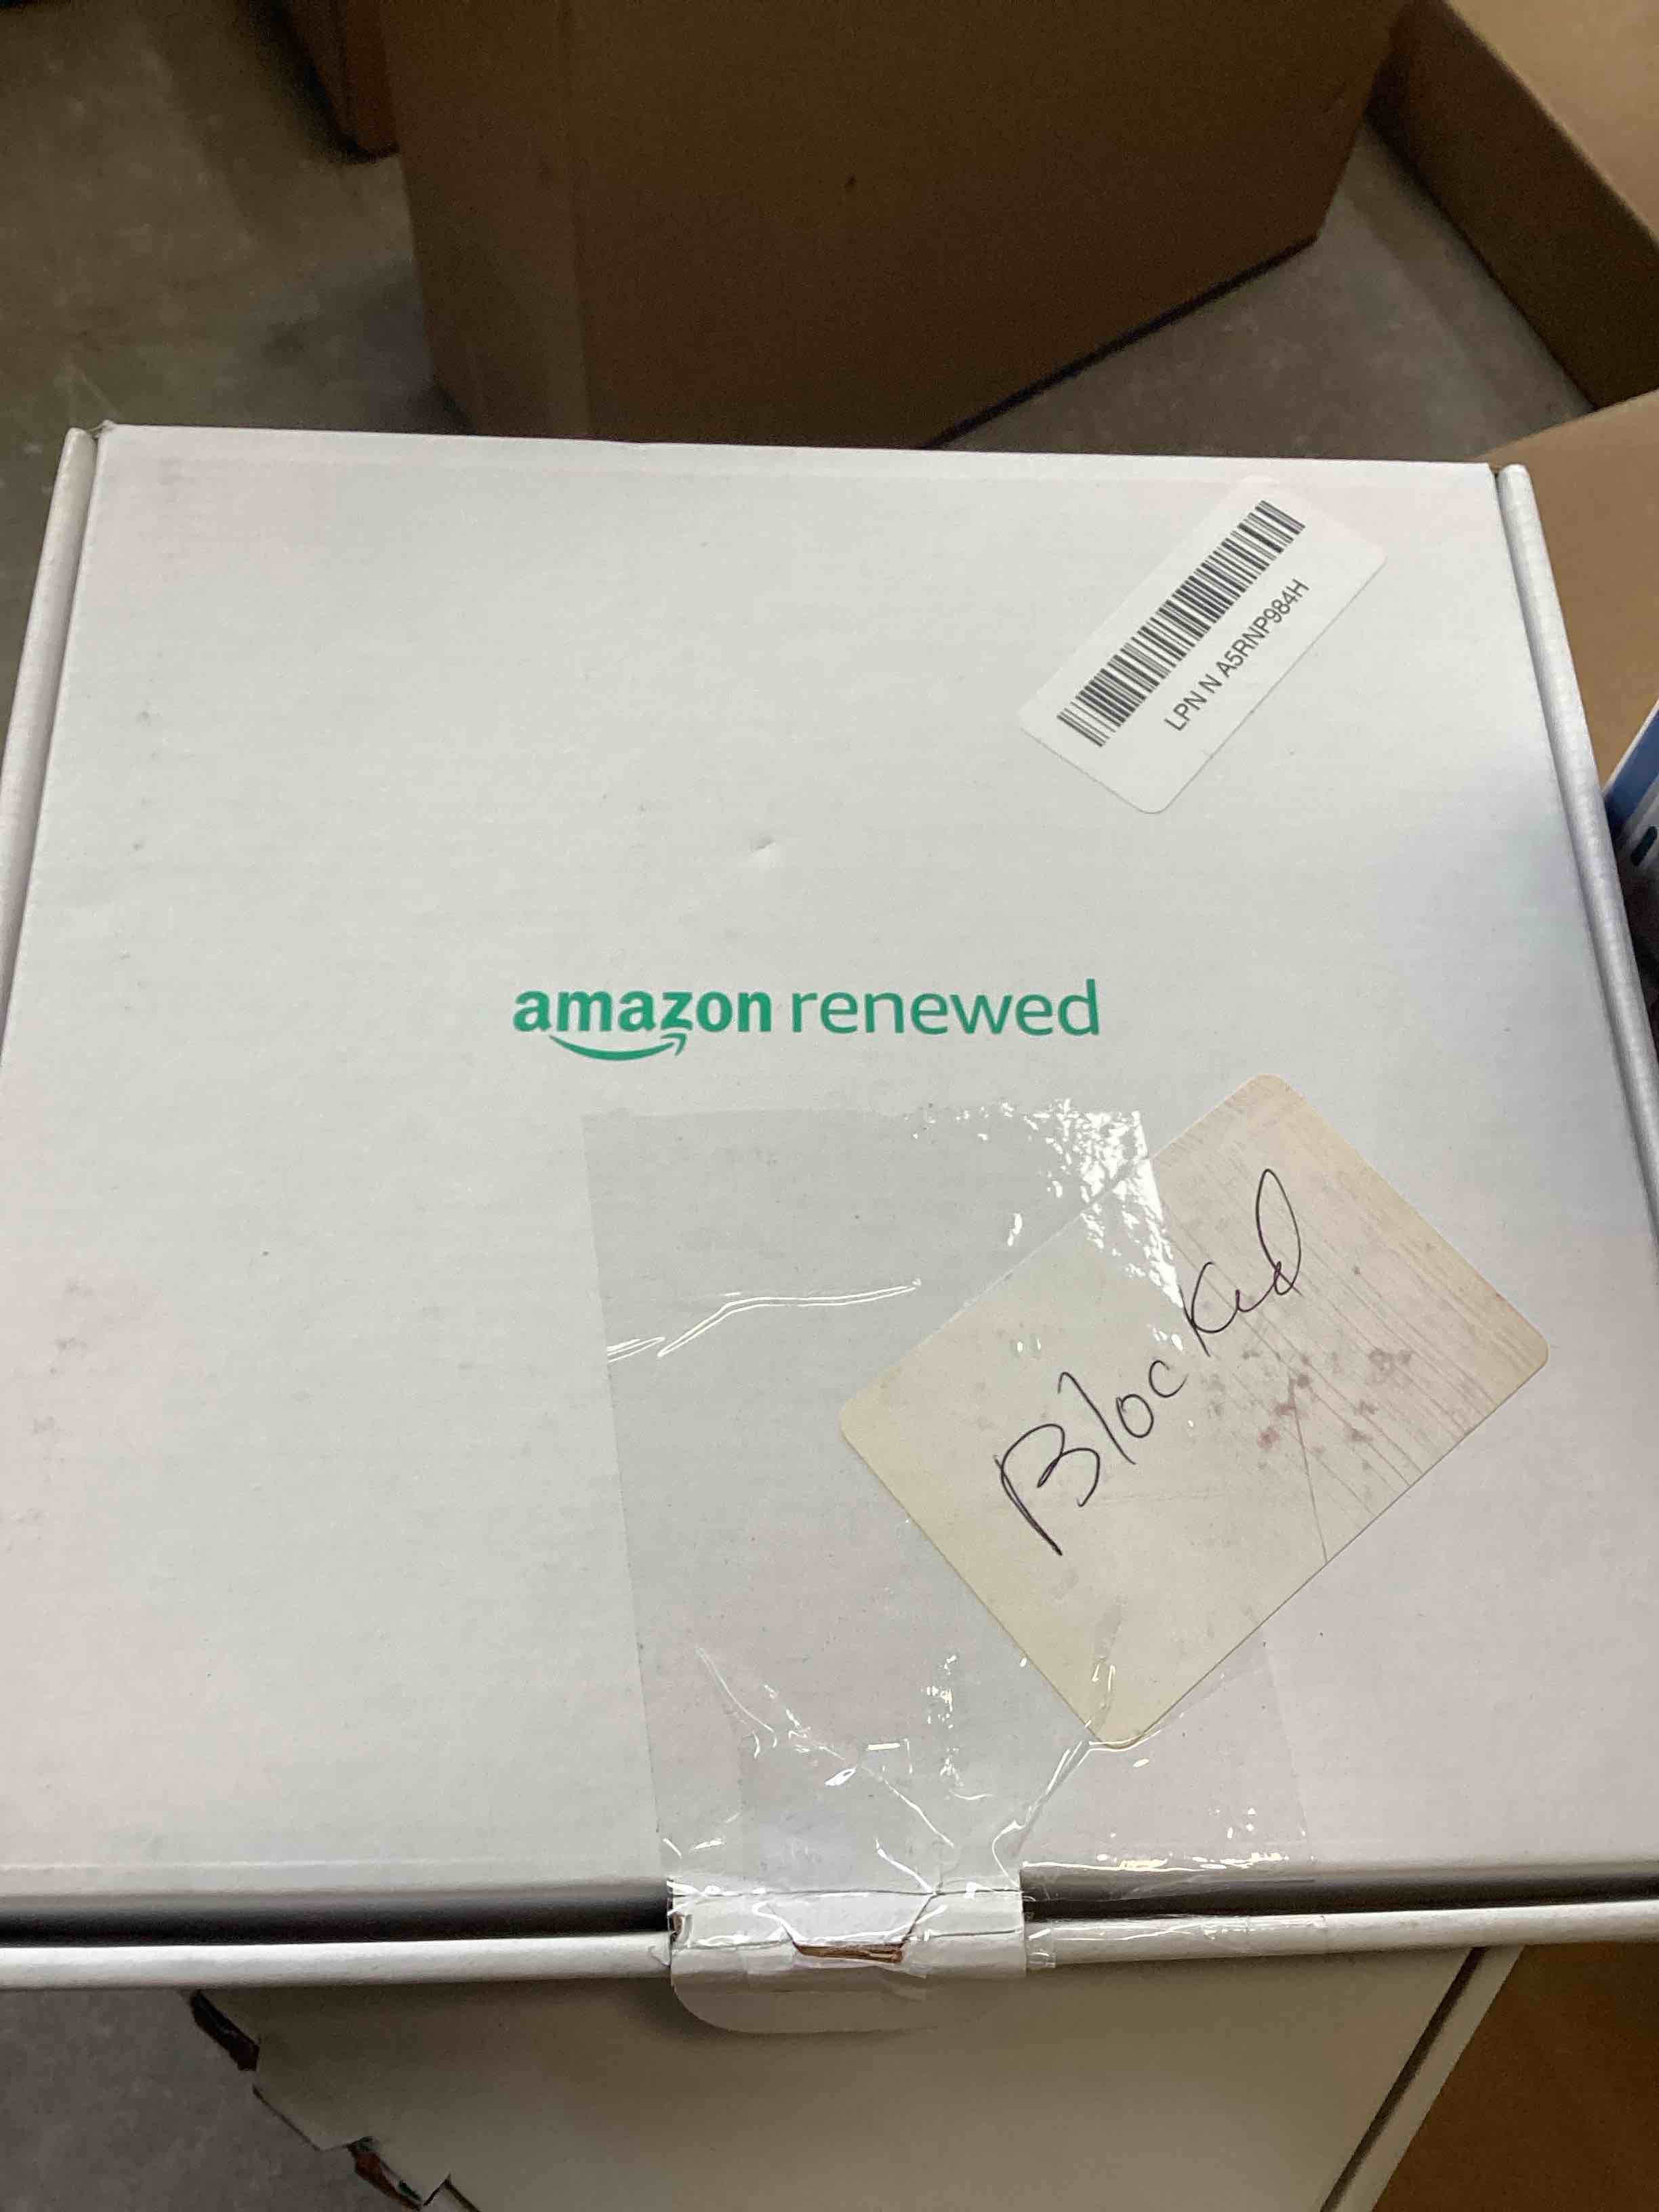 LPN N A5RNP984H
amazon renewed
Blocked